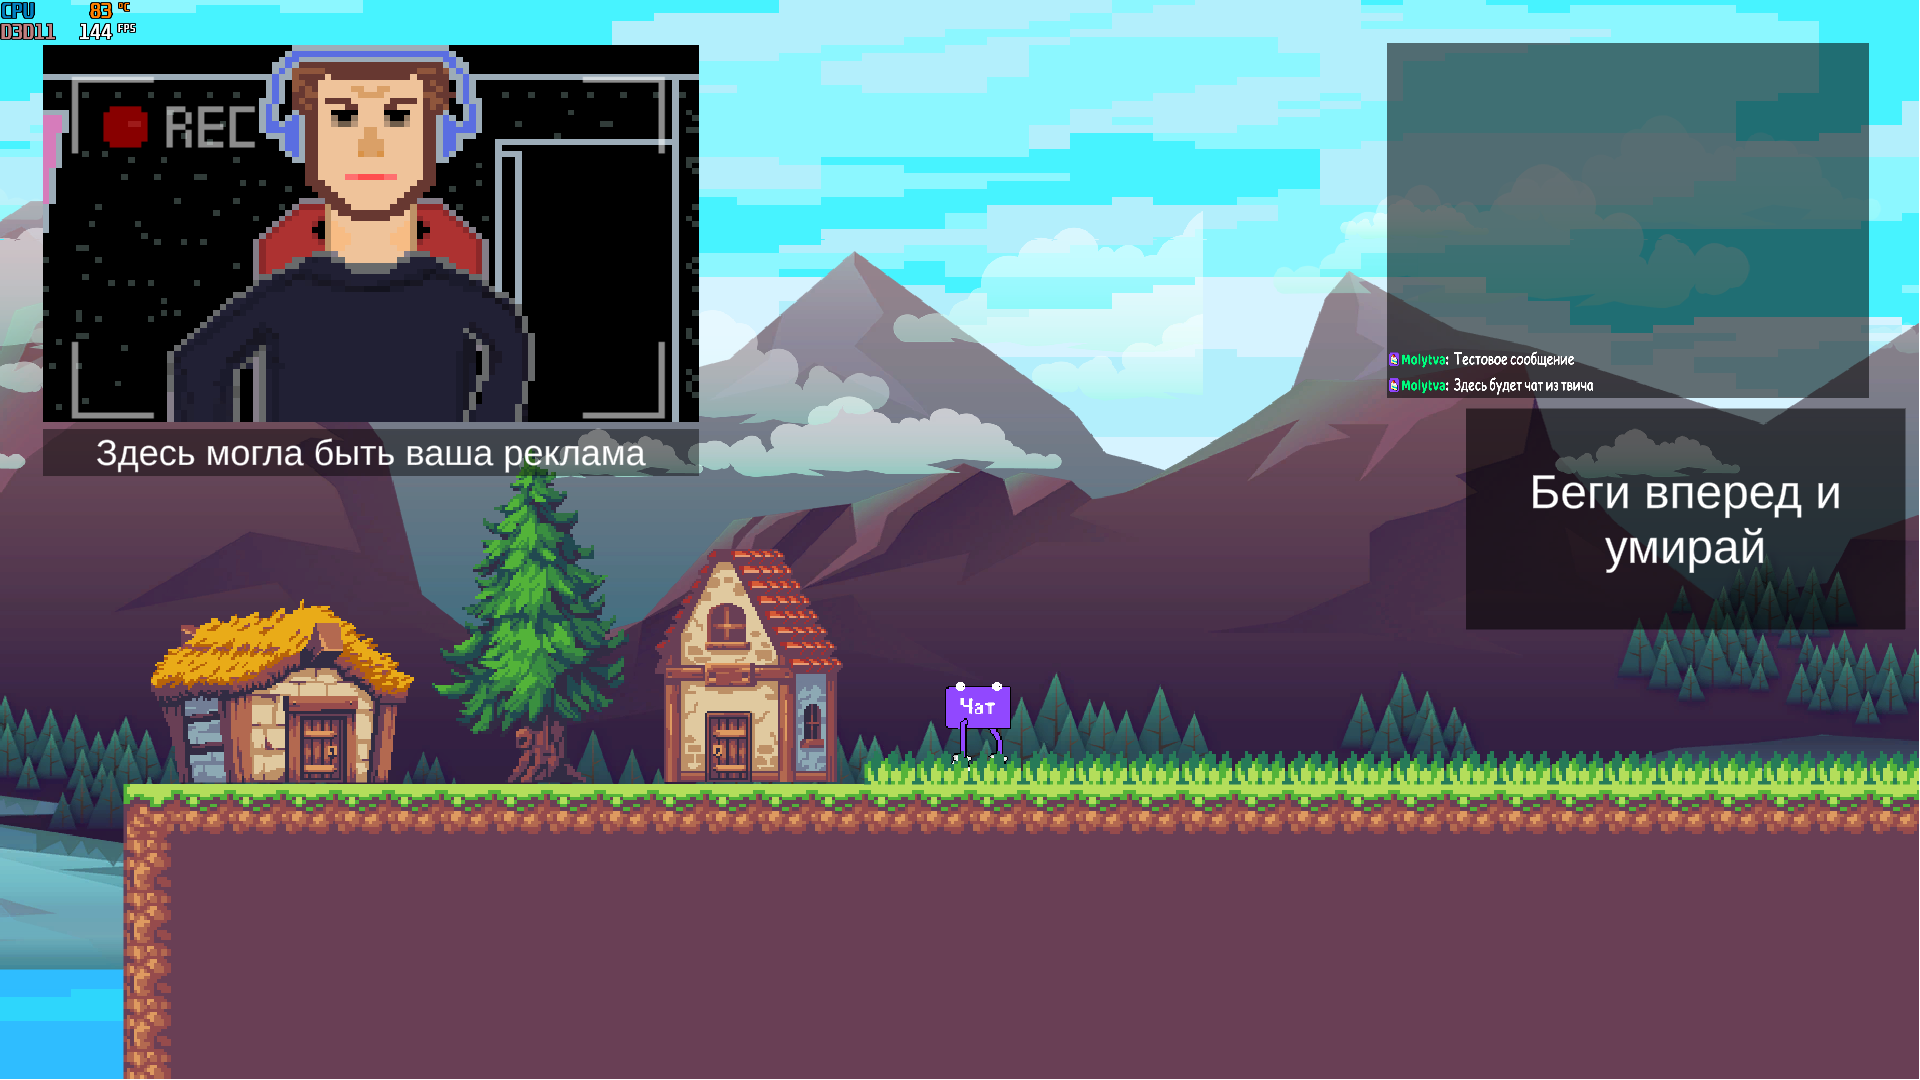 CPU 83 °C
D3D11 144 FPS
REC
Здесь могла быть ваша реклама
Molytva: Тестовое сообщение
Molytva: Здесь будет чат из твича
Беги вперед и
умирай
Чат